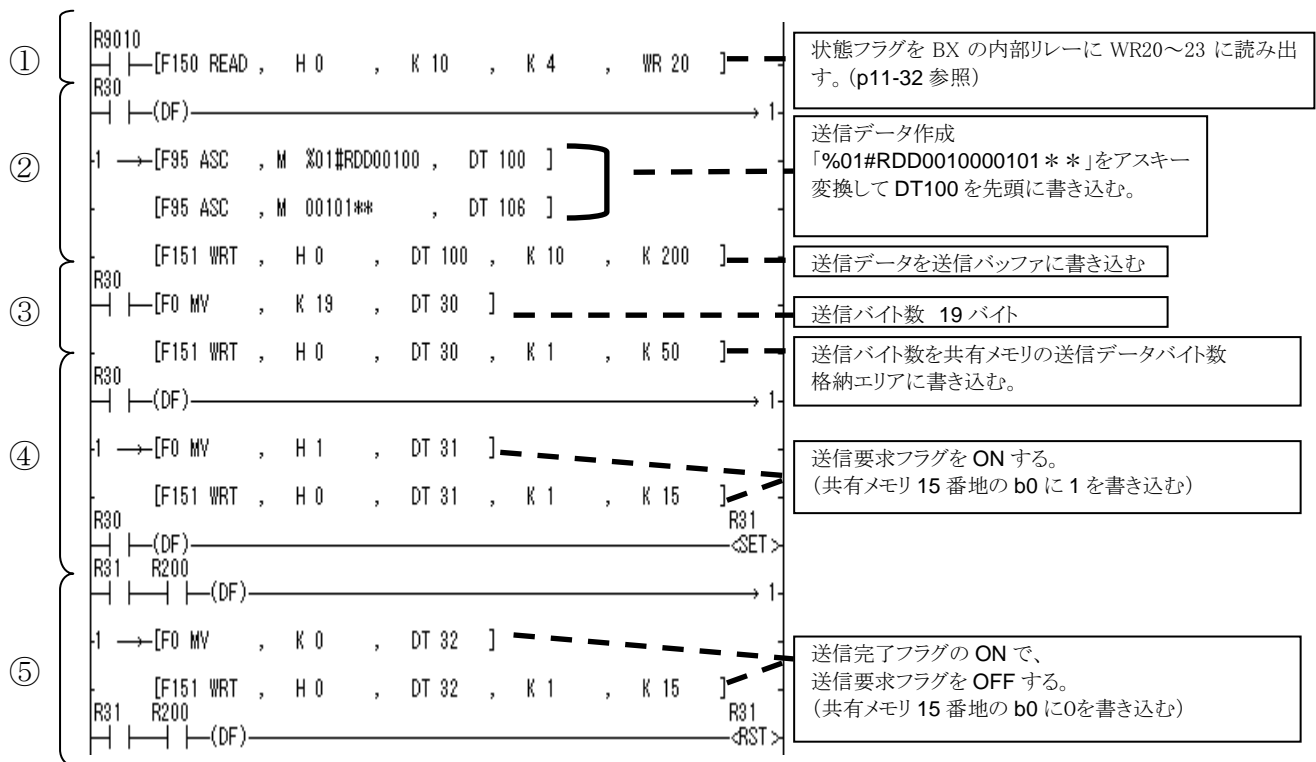 ①
R9010
[F150 READ , H 0 , K 10 , K 4 , WR 20 ]
状態フラグを BX の内部リレーに WR20～23 に読み出
す。(p11-32 参照)
②
R30
(DF) 1
1 [F95 ASC , M %01#RDD00100 , DT 100 ]
[F95 ASC , M 00101** , DT 106 ]
送信データ作成
「%01#RDD0010000101＊＊」をアスキー
変換して DT100 を先頭に書き込む。
[F151 WRT , H 0 , DT 100 , K 10 , K 200 ]
送信データを送信バッファに書き込む
③
R30
[F0 MV , K 19 , DT 30 ]
送信バイト数 19 バイト
[F151 WRT , H 0 , DT 30 , K 1 , K 50 ]
送信バイト数を共有メモリの送信データバイト数
格納エリアに書き込む。
④
R30
(DF) 1
1 [F0 MV , H 1 , DT 31 ]
[F151 WRT , H 0 , DT 31 , K 1 , K 15 ]
送信要求フラグを ON する。
(共有メモリ 15 番地の b0 に 1 を書き込む)
R30 R31
(DF) <SET>
⑤
R31 R200
(DF) 1
1 [F0 MV , K 0 , DT 32 ]
[F151 WRT , H 0 , DT 32 , K 1 , K 15 ]
送信完了フラグの ON で、
送信要求フラグを OFF する。
(共有メモリ 15 番地の b0 に0を書き込む)
R31 R200 R31
(DF) <RST>